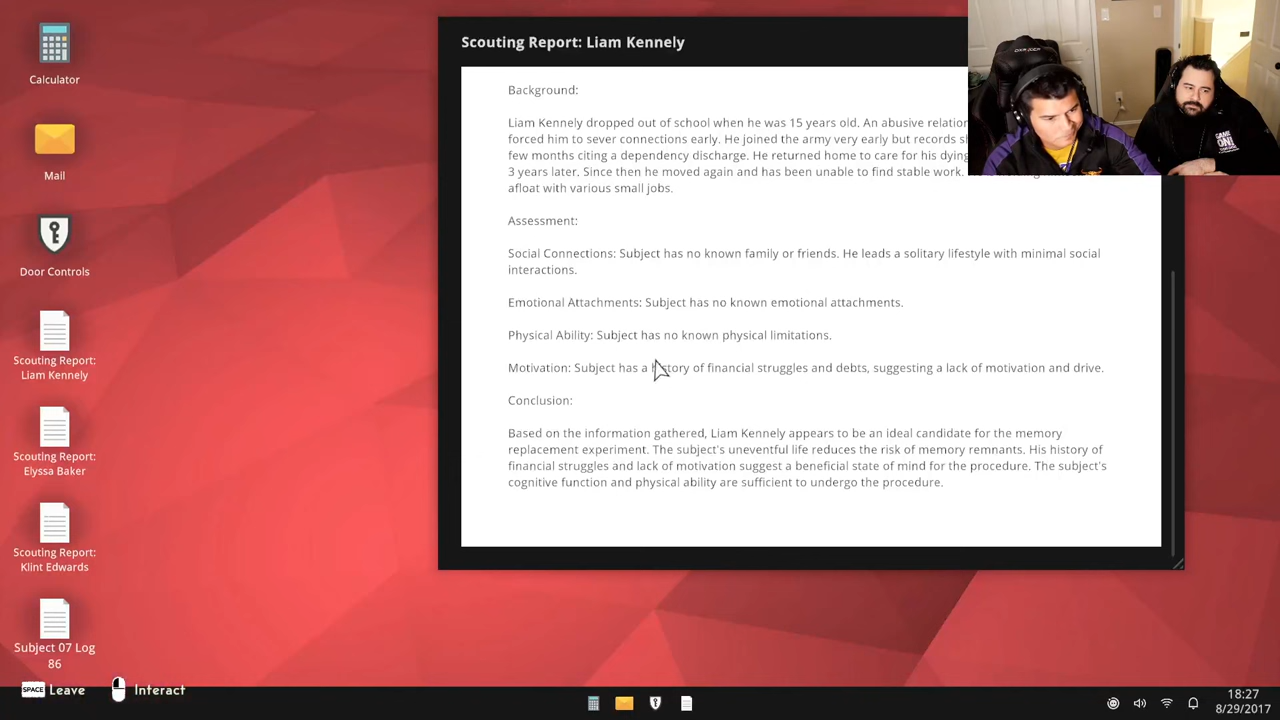 Scouting Report: Liam Kennely
Background:
Liam Kennely dropped out of school when he was 15 years old. An abusive
forced him to sever connections early. He joined the army very early but records
few months citing a dependency discharge. He returned home to care for his dying
3 years later. Since then he moved again and has been unable to find stable work.
afloat with various small jobs.
Assessment:
Social Connections: Subject has no known family or friends. He leads a solitary lifestyle with minimal social
interactions.
Emotional Attachments: Subject has no known emotional attachments.
Physical Ability: Subject has no known physical limitations.
Motivation: Subject has a history of financial struggles and debts, suggesting a lack of motivation and drive.
Conclusion:
Based on the information gathered, Liam Kennely appears to be an ideal candidate for the memory
replacement experiment. The subject's uneventful life reduces the risk of memory remnants. His history of
financial struggles and lack of motivation suggest a beneficial state of mind for the procedure. The subject's
cognitive function and physical ability are sufficient to undergo the procedure.
Calculator
Mail
Door Controls
Scouting Report:
Liam Kennely
Scouting Report:
Elyssa Baker
Scouting Report:
Klint Edwards
Subject 07 Log
86
SPACE Leave
Interact
18:27
8/29/2017
GAME
ON!